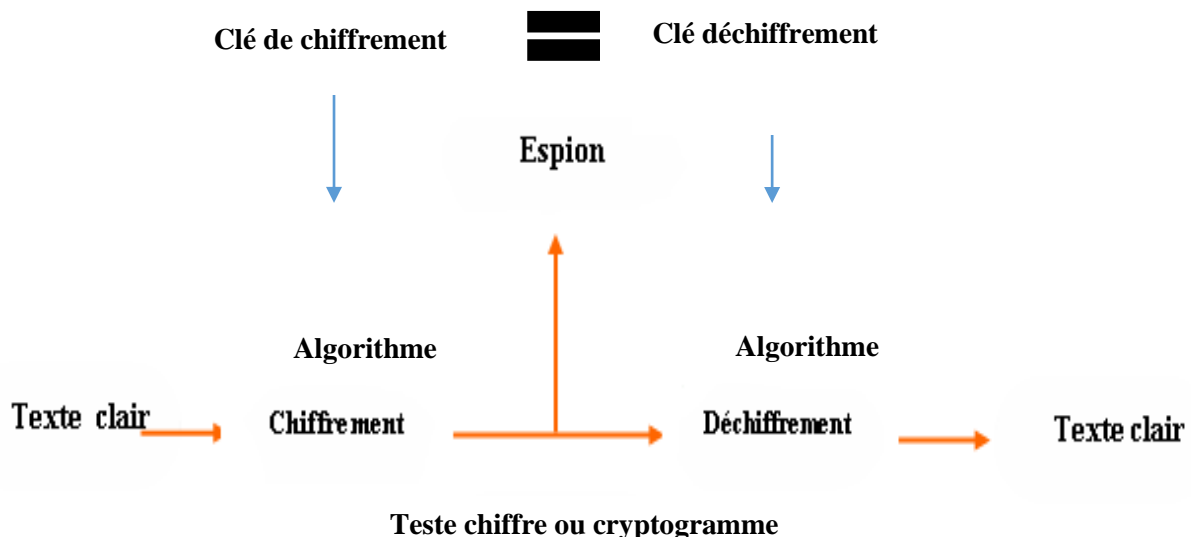 Clé de chiffrement
Clé déchiffrement
Espion
Algorithme
Algorithme
Texte clair
Chiffrement
Déchiffrement
Texte clair
Teste chiffre ou cryptogramme